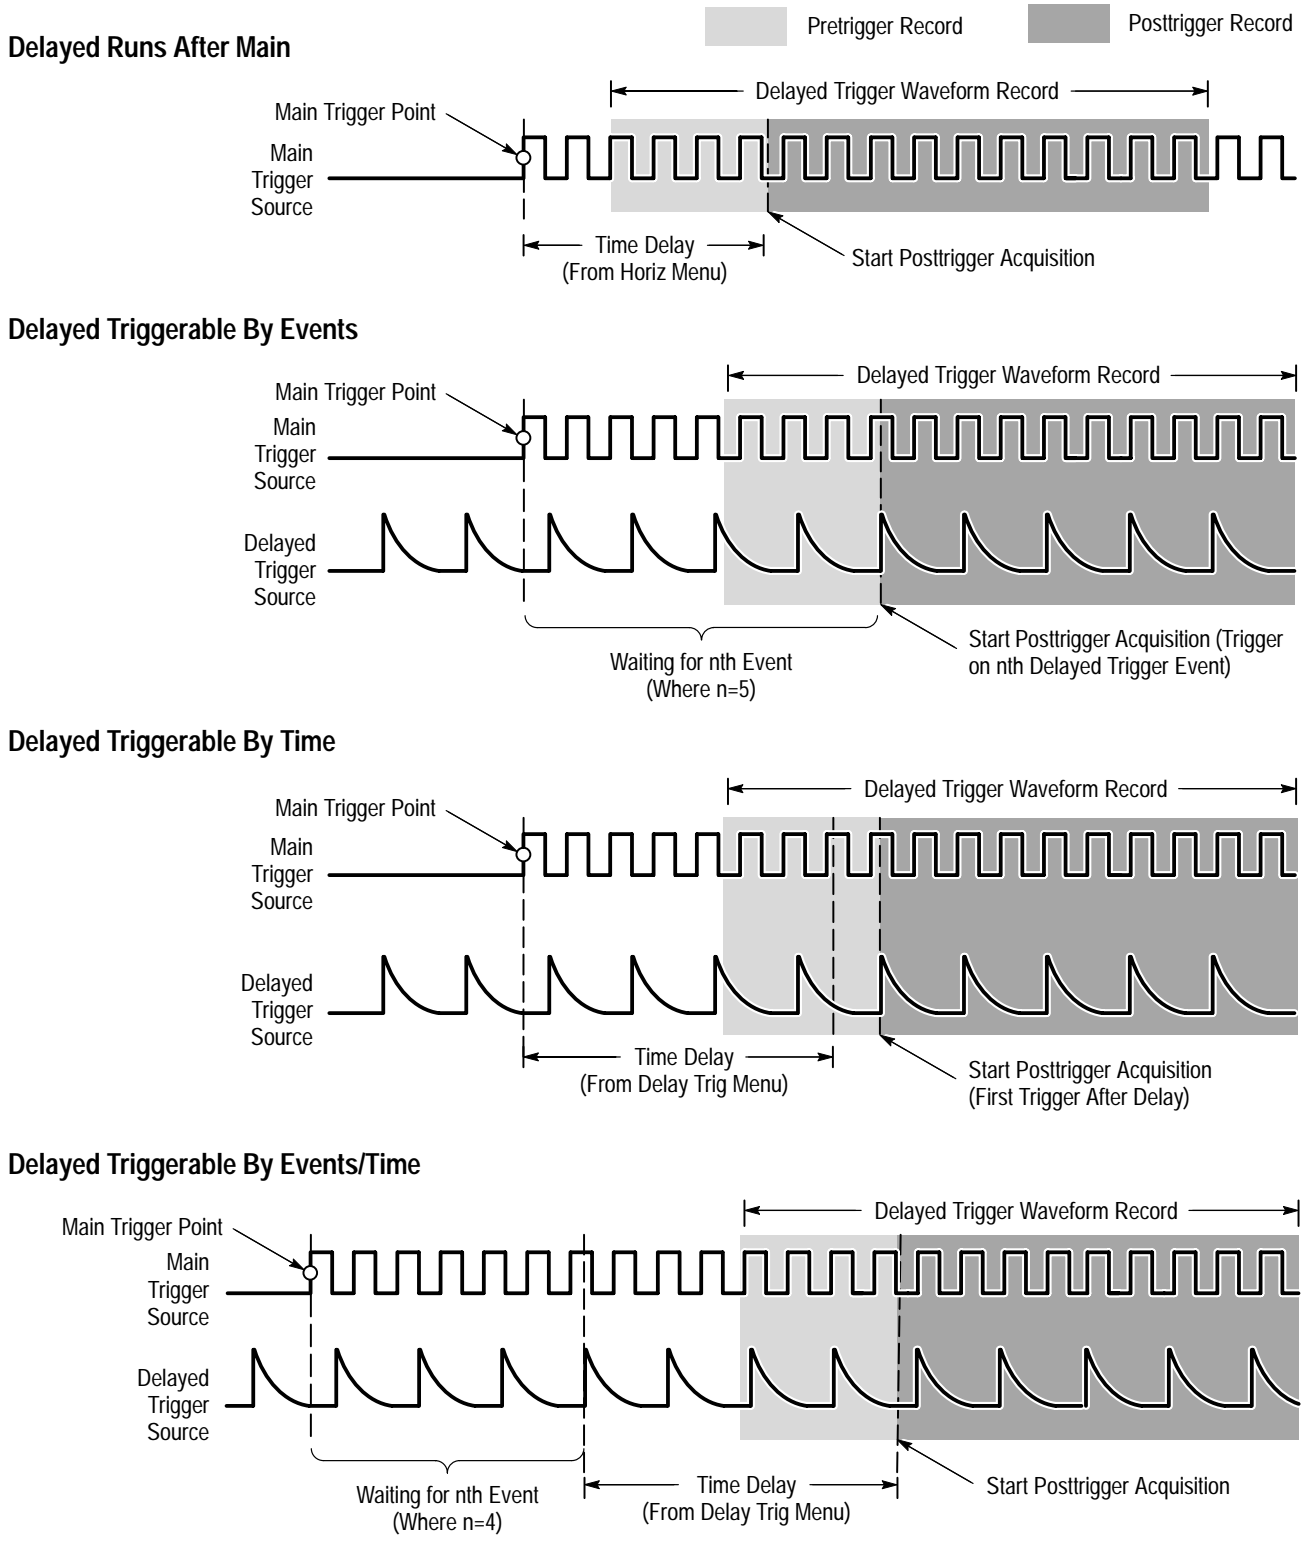 Pretrigger Record
Posttrigger Record
Delayed Runs After Main
Delayed Trigger Waveform Record
Main Trigger Point
Main
Trigger
Source
Time Delay
(From Horiz Menu)
Start Posttrigger Acquisition
Delayed Triggerable By Events
Delayed Trigger Waveform Record
Main Trigger Point
Main
Trigger
Source
Delayed
Trigger
Source
Waiting for nth Event
(Where n=5)
Start Posttrigger Acquisition (Trigger
on nth Delayed Trigger Event)
Delayed Triggerable By Time
Delayed Trigger Waveform Record
Main Trigger Point
Main
Trigger
Source
Delayed
Trigger
Source
Time Delay
(From Delay Trig Menu)
Start Posttrigger Acquisition
(First Trigger After Delay)
Delayed Triggerable By Events/Time
Delayed Trigger Waveform Record
Main Trigger Point
Main
Trigger
Source
Delayed
Trigger
Source
Waiting for nth Event
(Where n=4)
Time Delay
(From Delay Trig Menu)
Start Posttrigger Acquisition